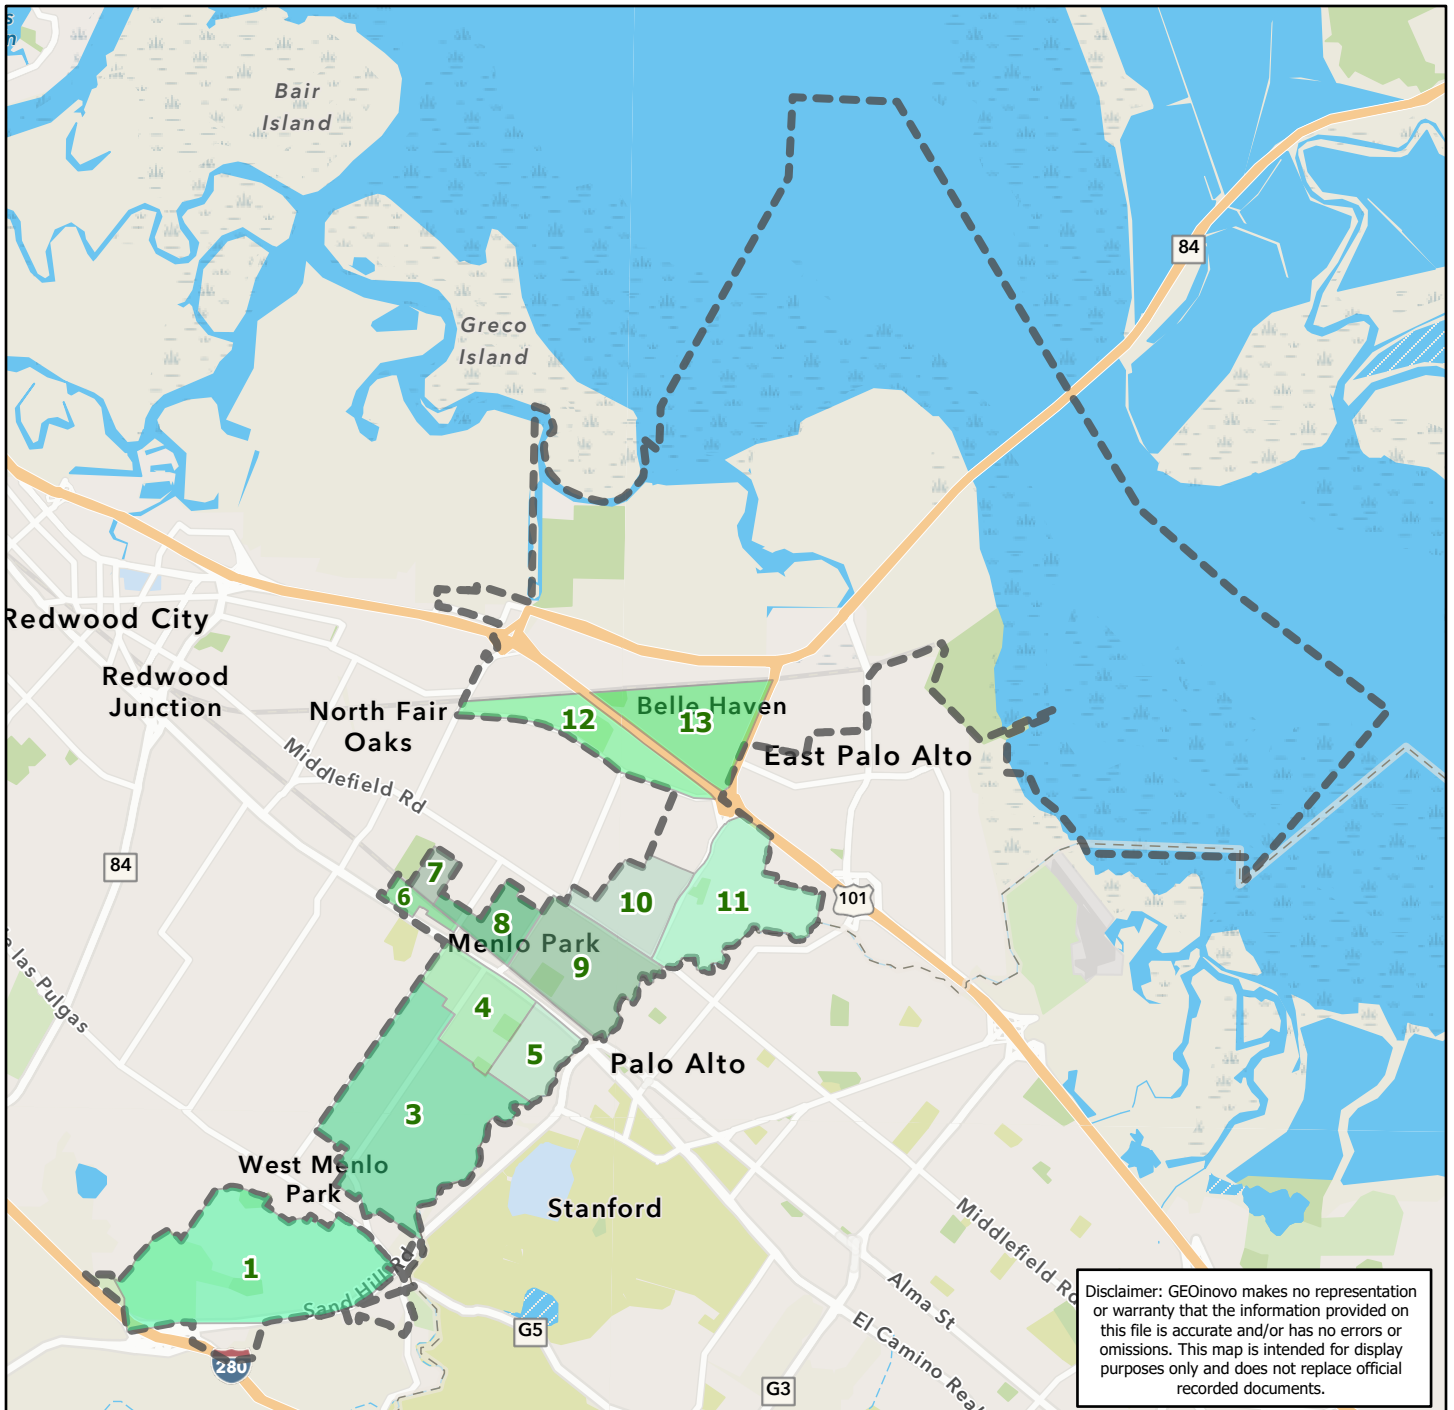 Bair
Island
84
Greco
Island
Redwood City
Redwood
Junction
North Fair
Oaks
Belle Haven
12
13
East Palo Alto
Middlefield Rd
84
7
6
8
10
11
101
Menlo Park
9
las Pulgas
4
5
Palo Alto
3
West Menlo
Park
Stanford
1
Sand Hill Rd
Middlefield Rd
Alma St
El Camino Real
G5
280
G3
Disclaimer: GEOinovo makes no representation
or warranty that the information provided on
this file is accurate and/or has no errors or
omissions. This map is intended for display
purposes only and does not replace official
recorded documents.